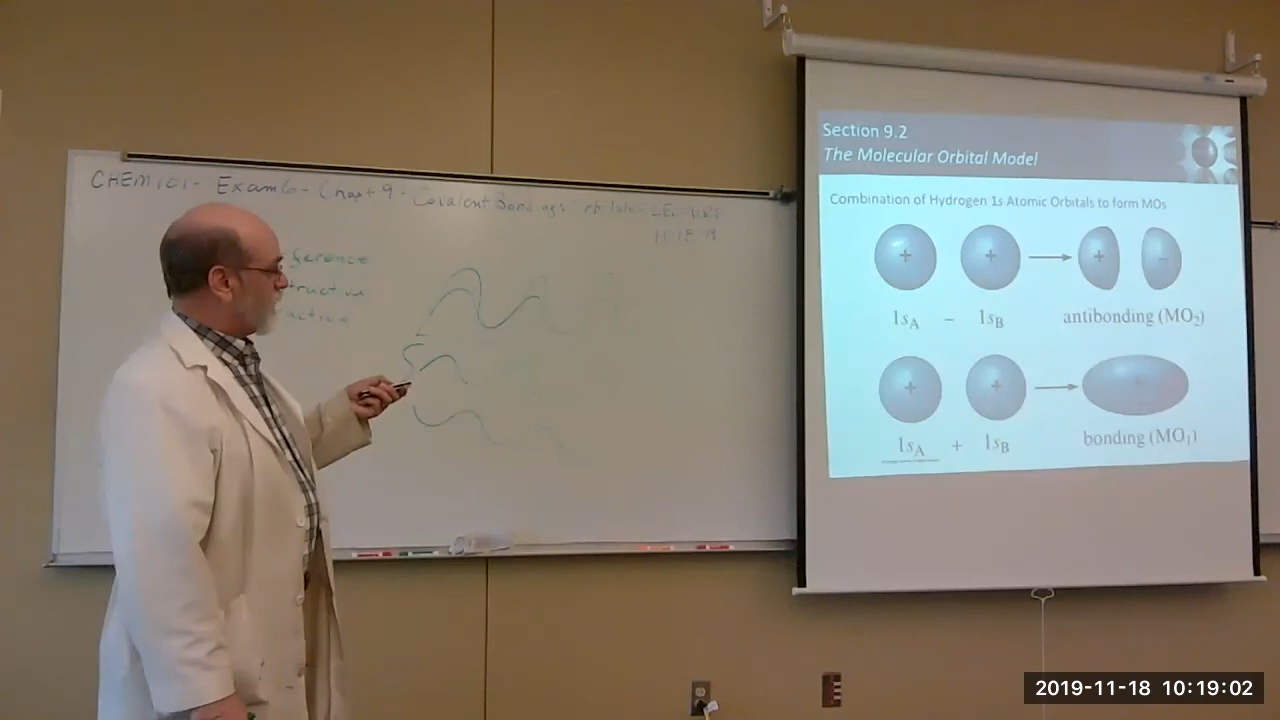 CHEM 101 - Exam 6 - Chapt 9 - Covalent Bonding: Orbitals
11-18-19
Section 9.2
The Molecular Orbital Model
Combination of Hydrogen 1s Atomic Orbitals to form MOs
+ + + −
1sA − 1sB antibonding (MO2)
+ + +
1sA + 1sB bonding (MO1)
2019-11-18 10:19:02